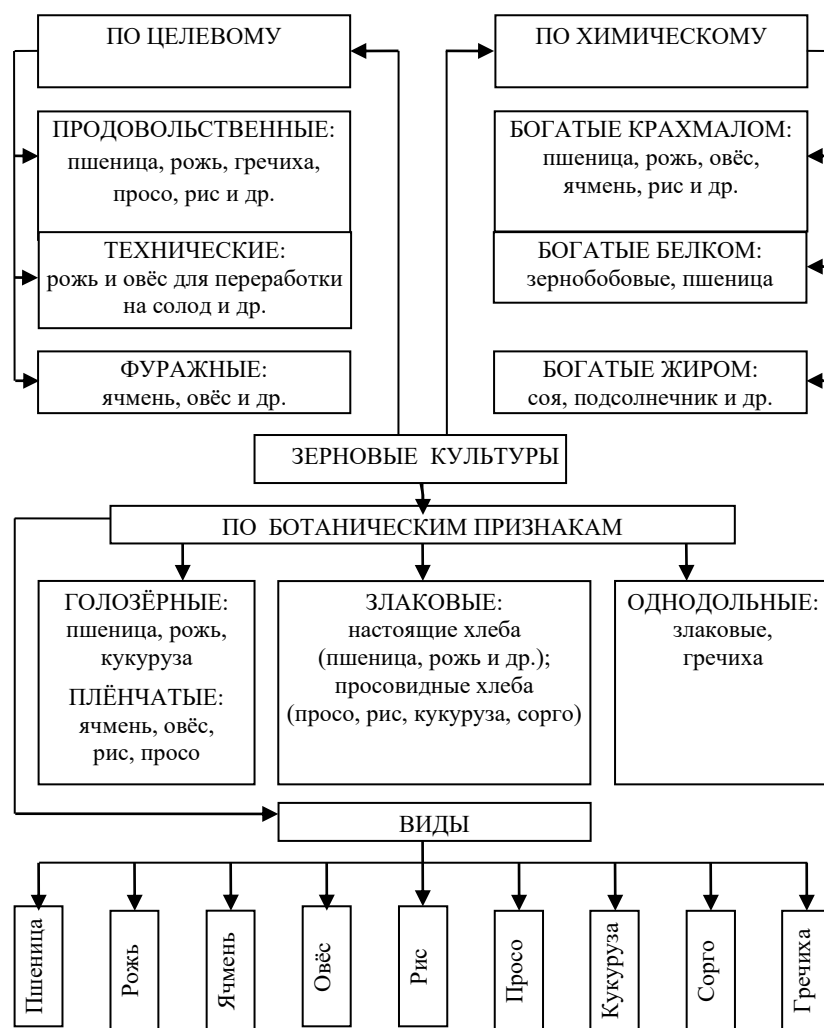 ПО ЦЕЛЕВОМУ
ПО ХИМИЧЕСКОМУ
ПРОДОВОЛЬСТВЕННЫЕ:
пшеница, рожь, гречиха,
просо, рис и др.
БОГАТЫЕ КРАХМАЛОМ:
пшеница, рожь, овёс,
ячмень, рис и др.
ТЕХНИЧЕСКИЕ:
рожь и овёс для переработки
на солод и др.
БОГАТЫЕ БЕЛКОМ:
зернобобовые, пшеница
ФУРАЖНЫЕ:
ячмень, овёс и др.
БОГАТЫЕ ЖИРОМ:
соя, подсолнечник и др.
ЗЕРНОВЫЕ КУЛЬТУРЫ
ПО БОТАНИЧЕСКИМ ПРИЗНАКАМ
ГОЛОЗЁРНЫЕ:
пшеница, рожь,
кукуруза
ПЛЁНЧАТЫЕ:
ячмень, овёс,
рис, просо
ЗЛАКОВЫЕ:
настоящие хлеба
(пшеница, рожь и др.);
просовидные хлеба
(просо, рис, кукуруза, сорго)
ОДНОДОЛЬНЫЕ:
злаковые,
гречиха
ВИДЫ
Пшеница
Рожь
Ячмень
Овёс
Рис
Просо
Кукуруза
Сорго
Гречиха